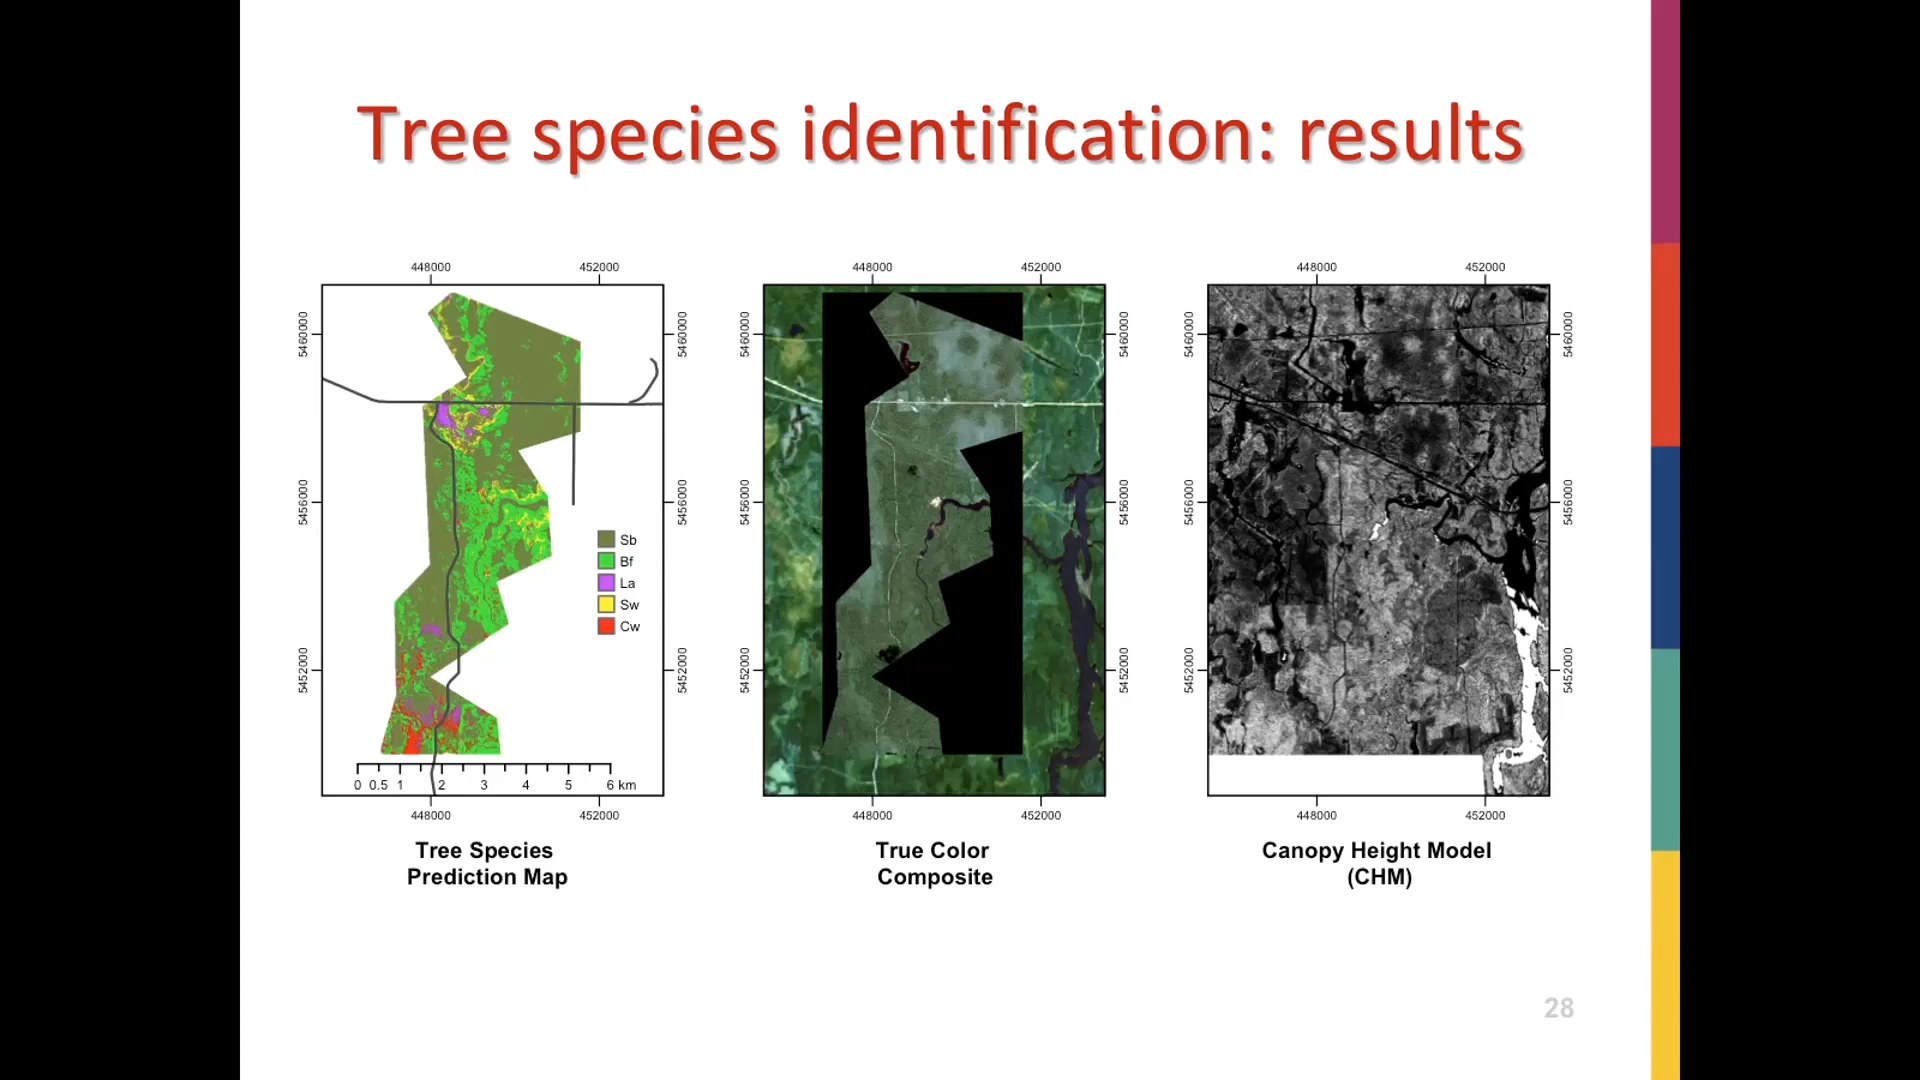 Tree species identification: results
448000 452000
5460000 5456000 5452000
5460000 5456000 5452000
Sb
Bf
La
Sw
Cw
0 0.5 1 2 3 4 5 6 km
448000 452000
Tree Species
Prediction Map
448000 452000
5460000 5456000 5452000
5460000 5456000 5452000
448000 452000
True Color
Composite
448000 452000
5460000 5456000 5452000
5460000 5456000 5452000
448000 452000
Canopy Height Model
(CHM)
28